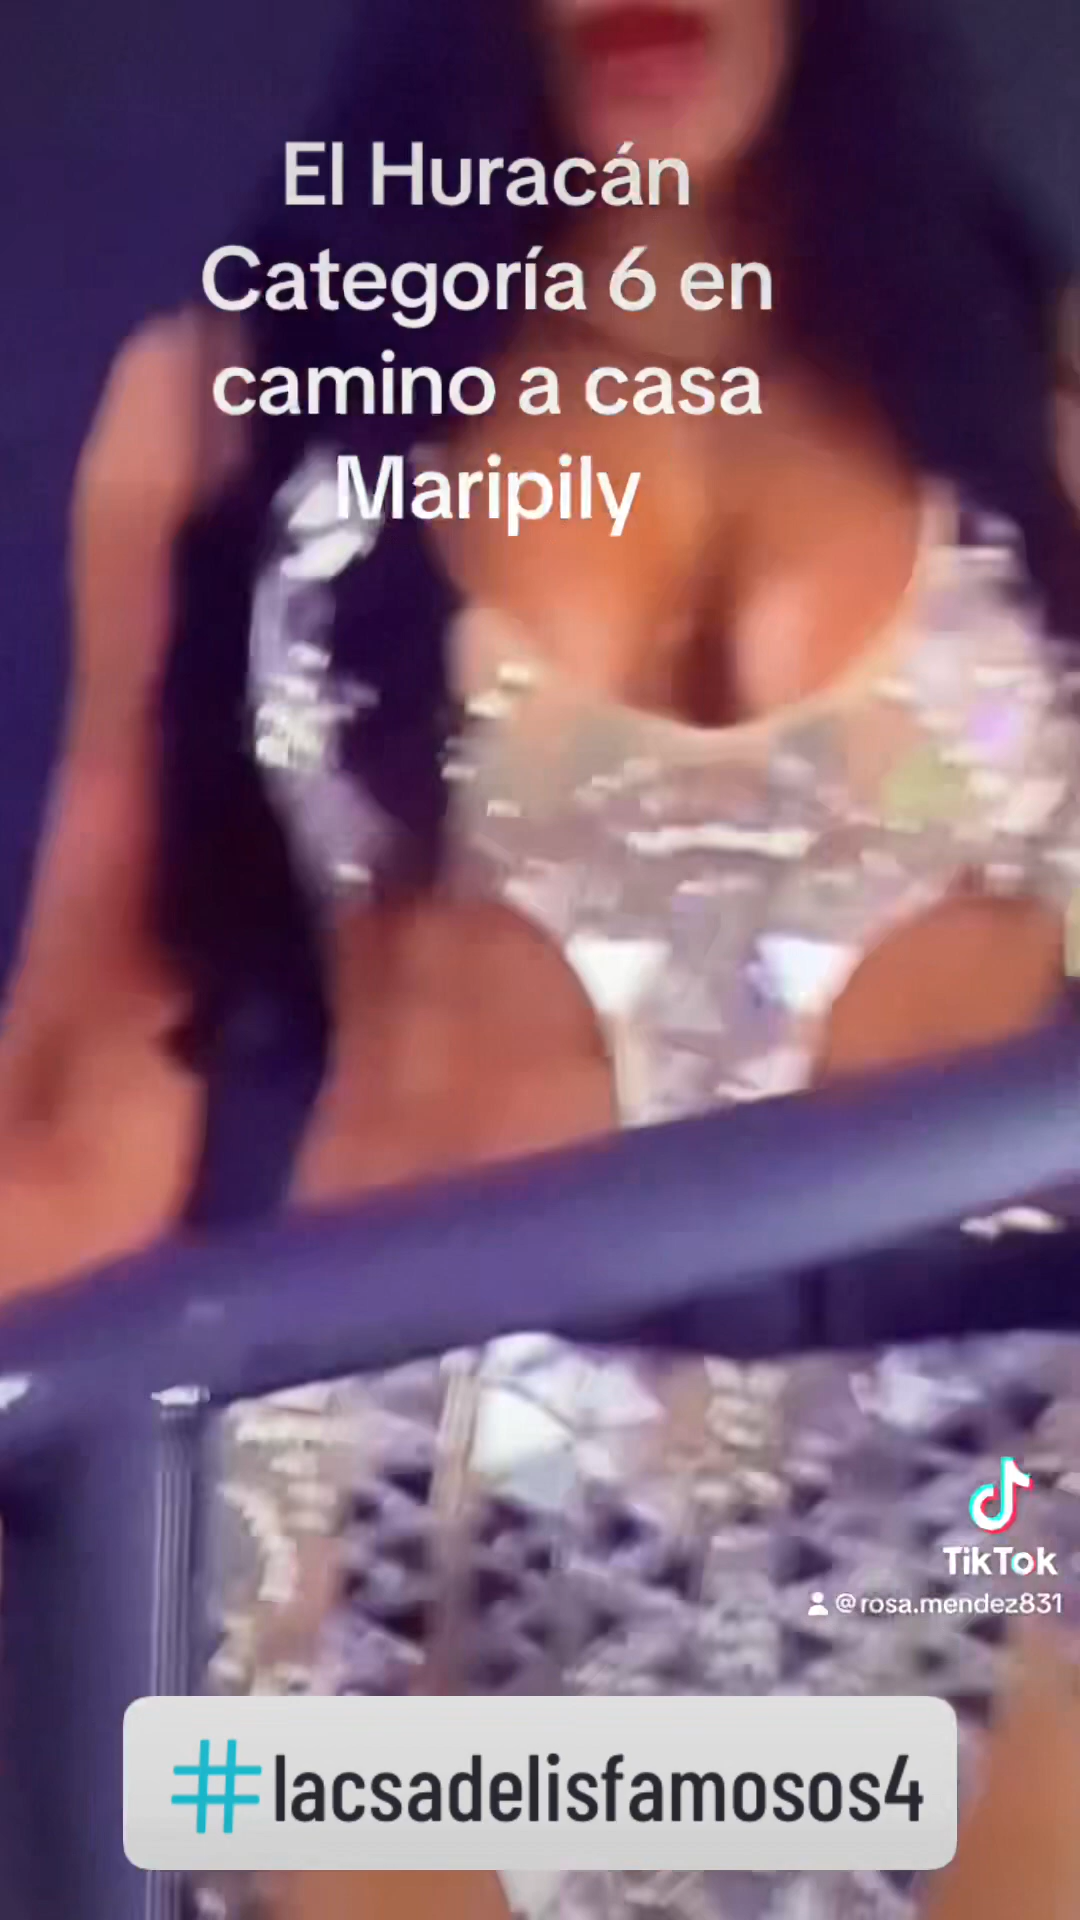 El Huracán
Categoría 6 en
camino a casa
Maripily
TikTok
@rosa.mendez831
#lacsadelisfamosos4